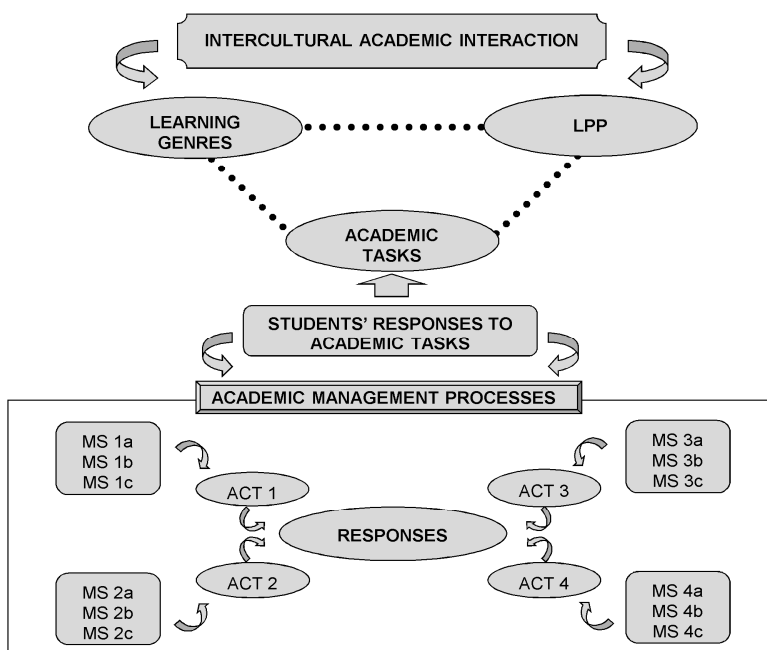 INTERCULTURAL ACADEMIC INTERACTION
LEARNING
GENRES
LPP
ACADEMIC
TASKS
STUDENTS' RESPONSES TO
ACADEMIC TASKS
ACADEMIC MANAGEMENT PROCESSES
MS 1a
MS 1b
MS 1c
MS 3a
MS 3b
MS 3c
ACT 1
ACT 3
RESPONSES
ACT 2
ACT 4
MS 2a
MS 2b
MS 2c
MS 4a
MS 4b
MS 4c